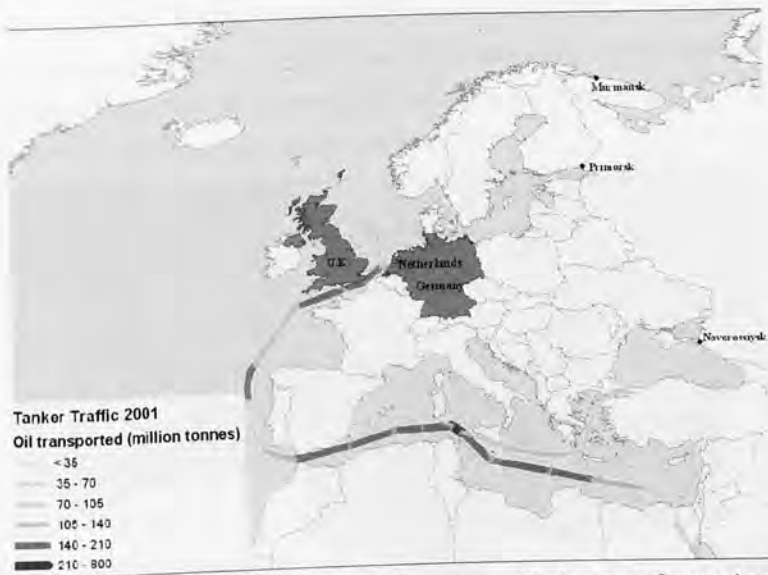 Murmansk
Primorsk
U.K
Netherlands
Germany
Novorossysk
Tanker Traffic 2001
Oil transported (million tonnes)
< 35
35 - 70
70 - 105
105 - 140
140 - 210
210 - 800